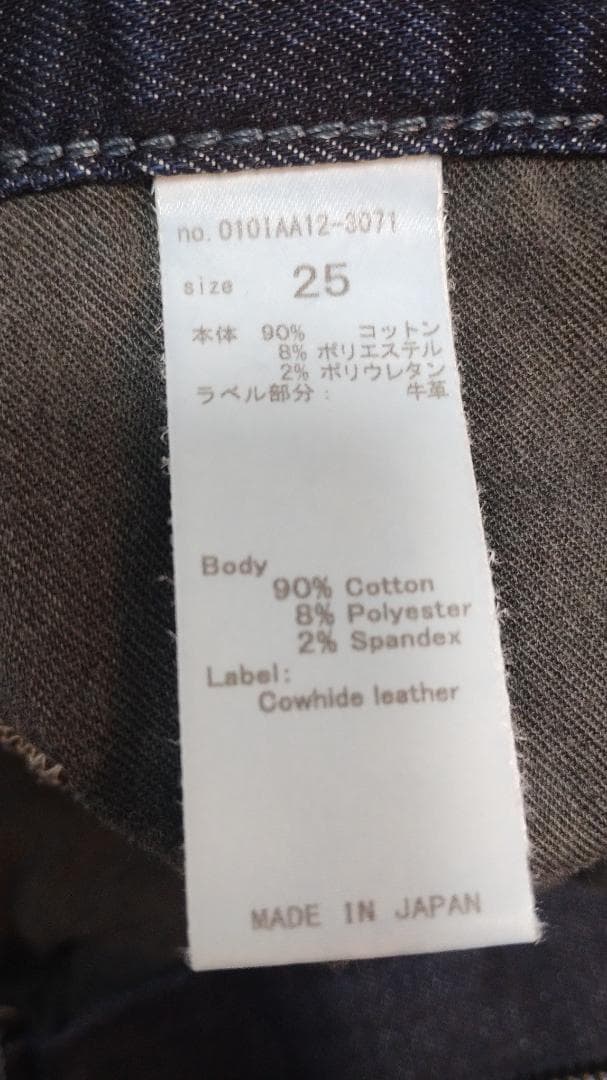 no. 0101AA12-3071
size 25
本体 90% コットン
8% ポリエステル
2% ポリウレタン
ラベル部分： 牛革
Body
90% Cotton
8% Polyester
2% Spandex
Label:
Cowhide leather
MADE IN JAPAN